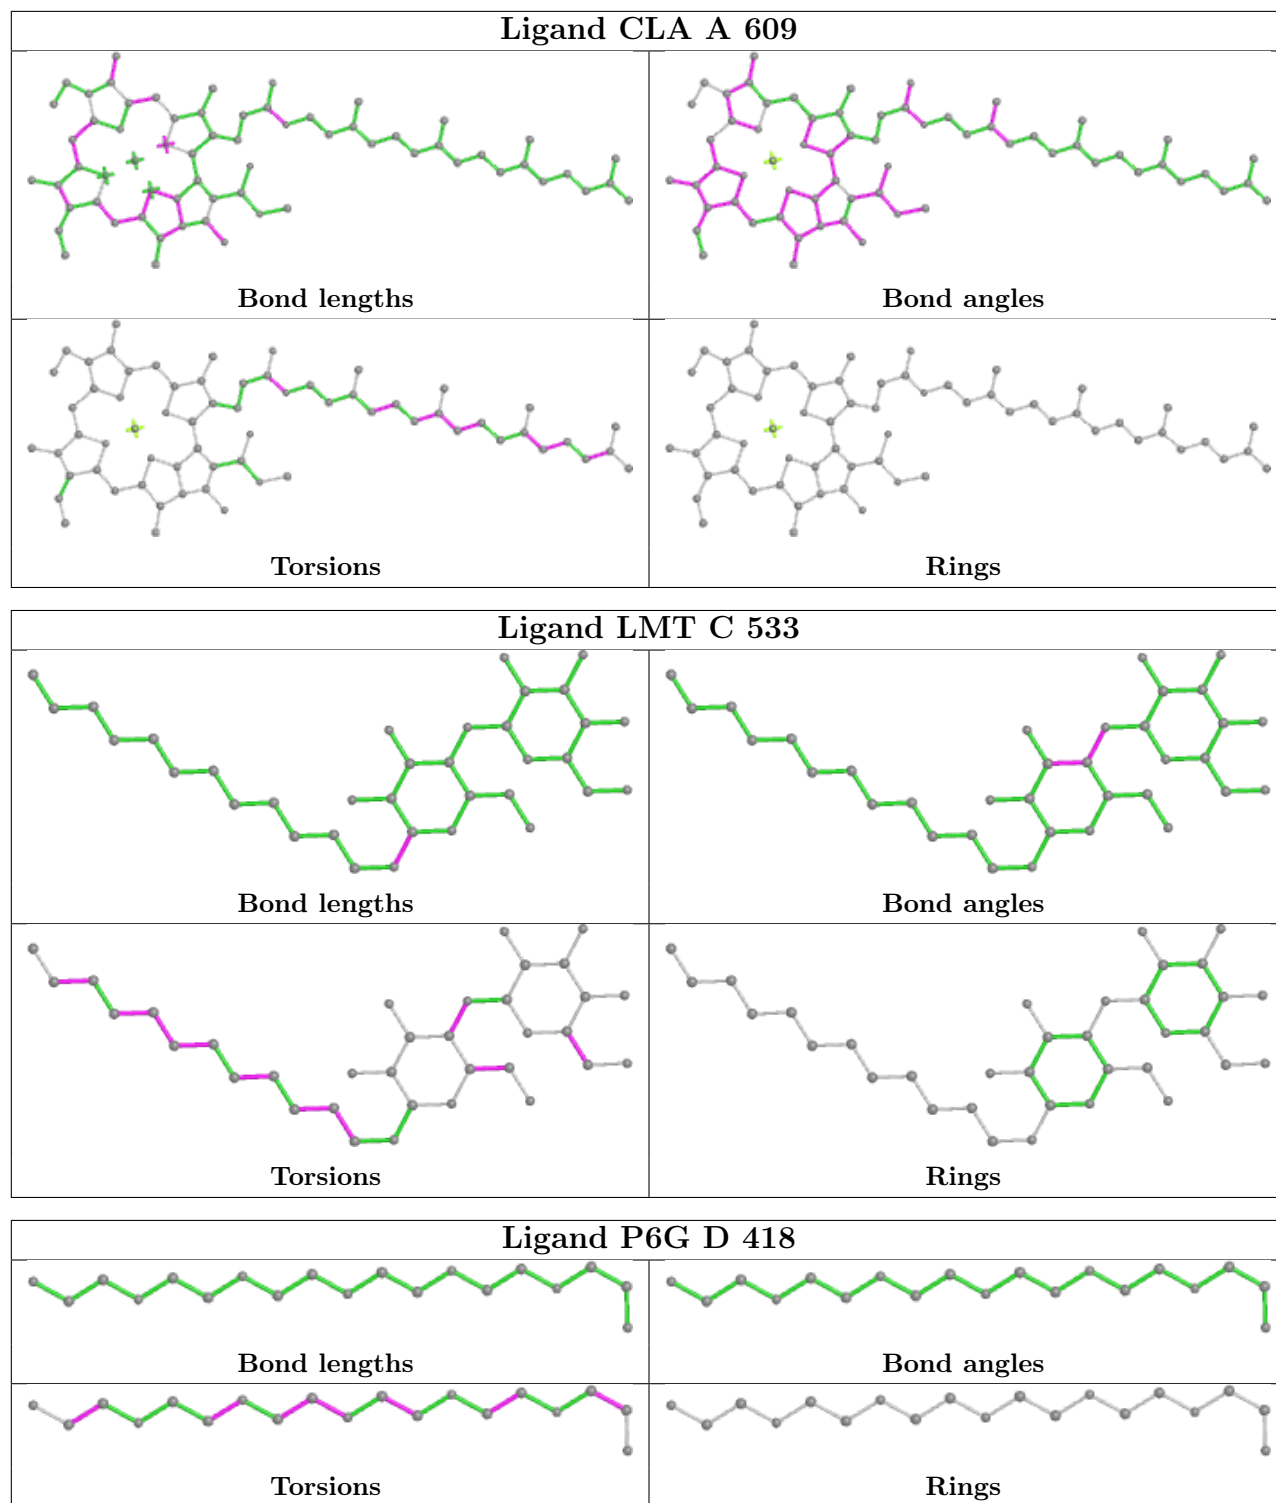 Ligand CLA A 609
Bond lengths
Bond angles
Torsions
Rings
Ligand LMT C 533
Bond lengths
Bond angles
Torsions
Rings
Ligand P6G D 418
Bond lengths
Bond angles
Torsions
Rings